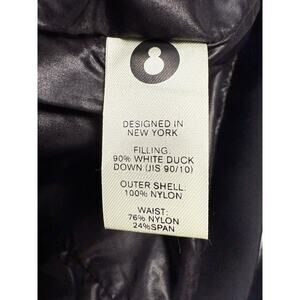 DESIGNED IN
NEW YORK
FILLING:
90% WHITE DUCK
DOWN (JIS 90/10)
OUTER SHELL:
100% NYLON
WAIST:
76% NYLON
24%SPAN